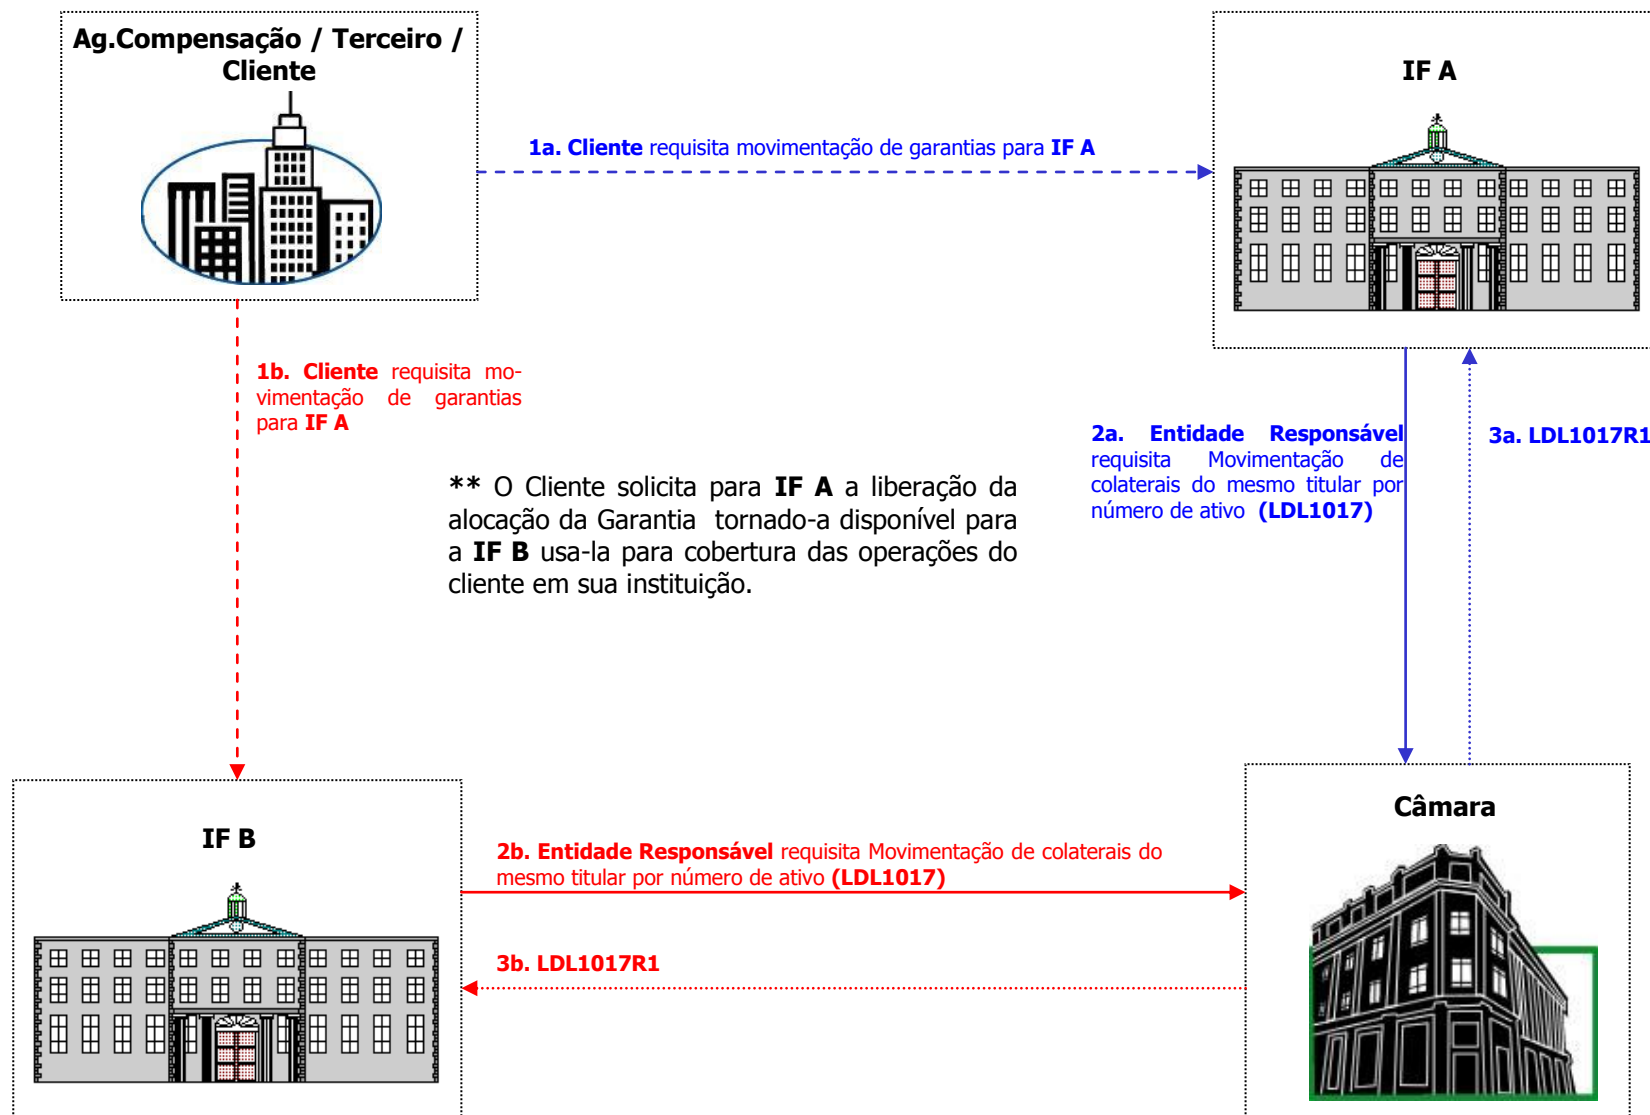 Ag.Compensação / Terceiro /
Cliente
IF A
1a. Cliente requisita movimentação de garantias para IF A
1b. Cliente requisita mo-
vimentação de garantias
para IF A
2a. Entidade Responsável
requisita Movimentação de
colaterais do mesmo titular por
número de ativo (LDL1017)
3a. LDL1017R1
** O Cliente solicita para IF A a liberação da
alocação da Garantia tornado-a disponível para
a IF B usa-la para cobertura das operações do
cliente em sua instituição.
IF B
2b. Entidade Responsável requisita Movimentação de colaterais do
mesmo titular por número de ativo (LDL1017)
3b. LDL1017R1
Câmara